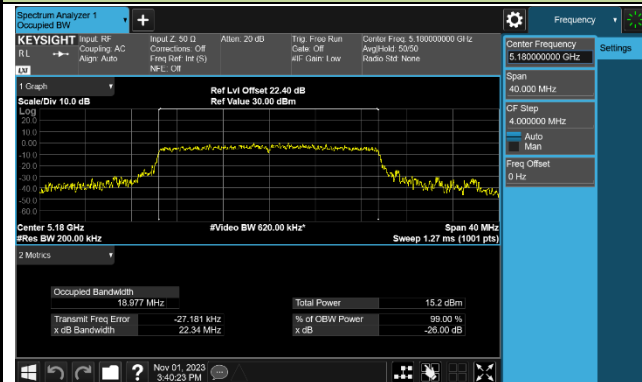 Spectrum Analyzer 1
Occupied BW
Frequency
KEYSIGHT
Input: RF
Coupling: AC
Align: Auto
Input Z: 50 Ω
Corrections: Off
Freq Ref: Int (S)
NFE: Off
Atten: 20 dB
Trig: Free Run
Gate: Off
#IF Gain: Low
Center Freq: 5.180000000 GHz
Avg|Hold: 50/50
Radio Std: None
RL
LXI
Center Frequency
5.180000000 GHz
Settings
Span
40.000 MHz
CF Step
4.000000 MHz
Auto
Man
Freq Offset
0 Hz
1 Graph
Scale/Div 10.0 dB
Ref Lvl Offset 22.40 dB
Ref Value 30.00 dBm
Log
20.0
10.0
0.00
-10.0
-20.0
-30.0
-40.0
-50.0
-60.0
Center 5.18 GHz
#Video BW 620.00 kHz*
Span 40 MHz
#Res BW 200.00 kHz
Sweep 1.27 ms (1001 pts)
2 Metrics
Occupied Bandwidth
18.977 MHz
Total Power
15.2 dBm
Transmit Freq Error
-27.181 kHz
% of OBW Power
99.00 %
x dB Bandwidth
22.34 MHz
x dB
-26.00 dB
?
Nov 01, 2023
3:40:23 PM